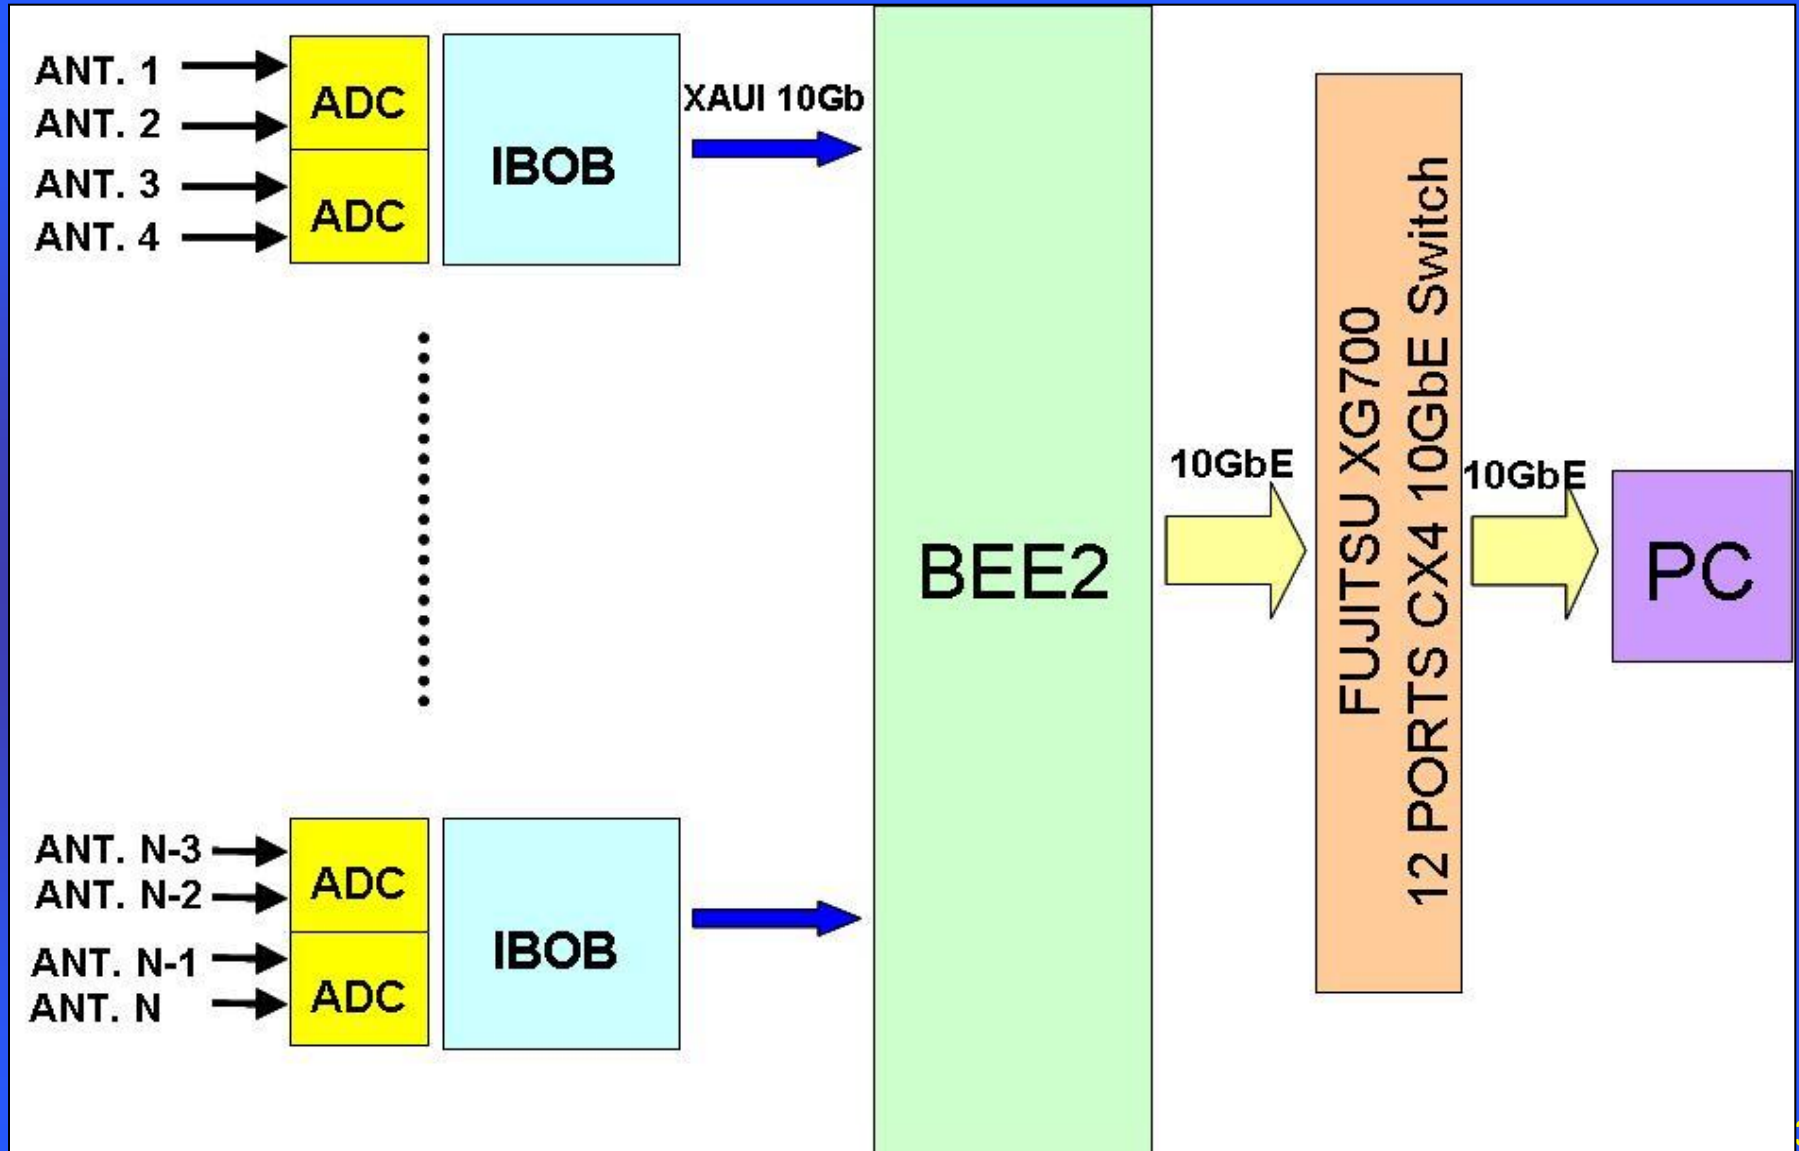 ANT. 1
ANT. 2
ANT. 3
ANT. 4
ADC
ADC
IBOB
XAUI 10Gb
ANT. N-3
ANT. N-2
ANT. N-1
ANT. N
ADC
ADC
IBOB
BEE2
10GbE
FUJITSU XG700
12 PORTS CX4 10GbE Switch
10GbE
PC